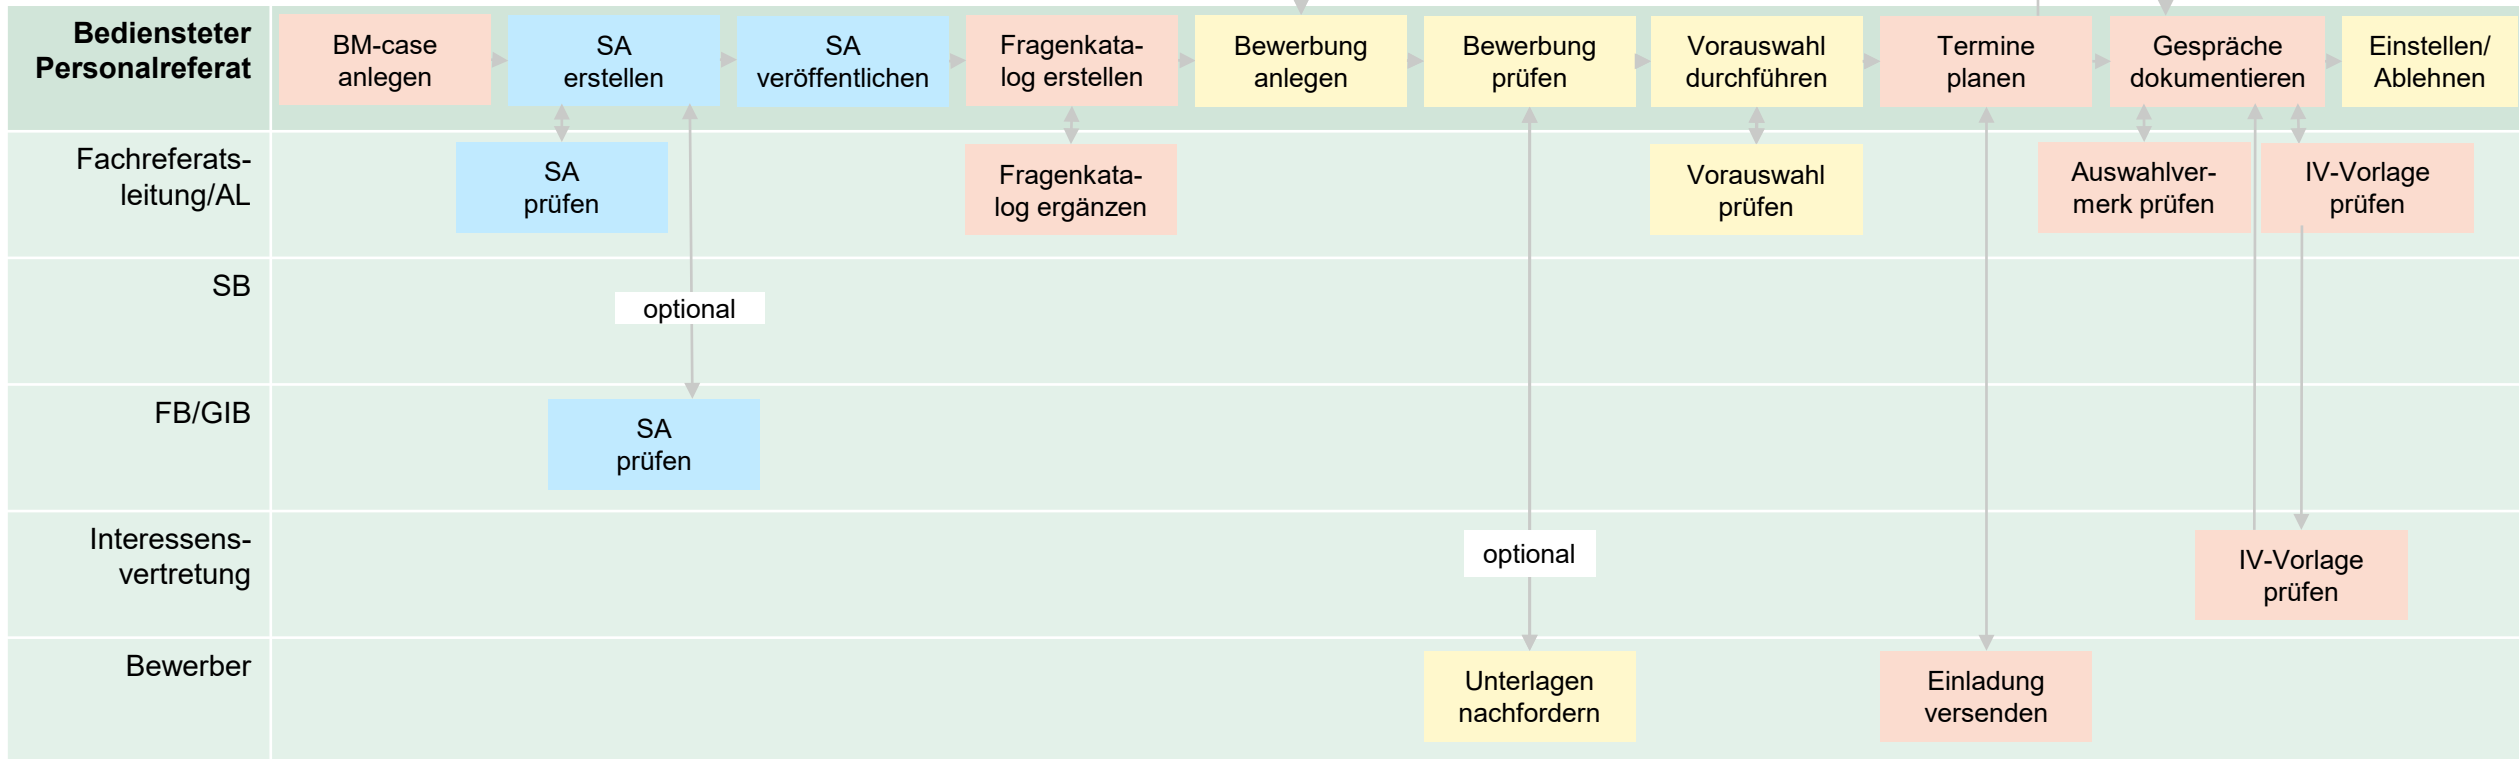 Bediensteter
Personalreferat
BM-case
anlegen
SA
erstellen
SA
veröffentlichen
Fragenkata-
log erstellen
Bewerbung
anlegen
Bewerbung
prüfen
Vorauswahl
durchführen
Termine
planen
Gespräche
dokumentieren
Einstellen/
Ablehnen
Fachreferats-
leitung/AL
SA
prüfen
Fragenkata-
log ergänzen
Vorauswahl
prüfen
Auswahlver-
merk prüfen
IV-Vorlage
prüfen
SB
optional
FB/GIB
SA
prüfen
Interessens-
vertretung
optional
IV-Vorlage
prüfen
Bewerber
Unterlagen
nachfordern
Einladung
versenden